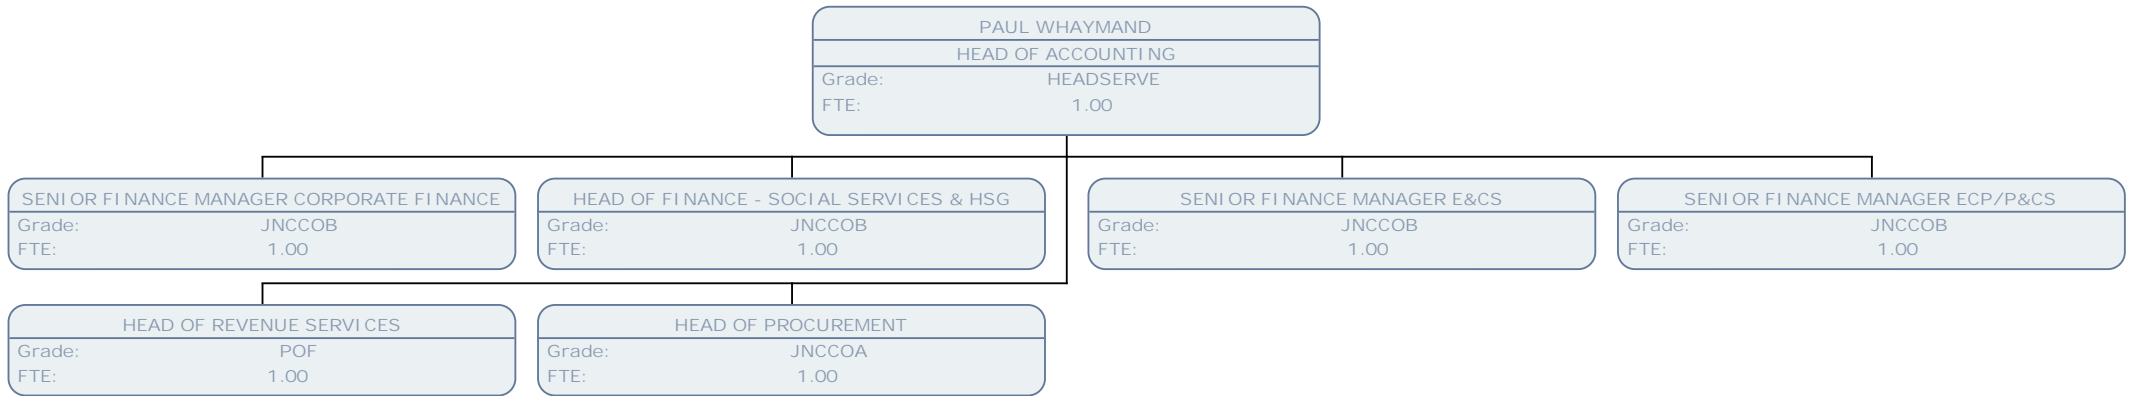 PAUL WHAYMAND
HEAD OF ACCOUNTING
Grade: HEADSERVE
FTE: 1.00
SENIOR FINANCE MANAGER CORPORATE FINANCE
Grade: JNCCOB
FTE: 1.00
HEAD OF FINANCE - SOCIAL SERVICES & HSG
Grade: JNCCOB
FTE: 1.00
SENIOR FINANCE MANAGER E&CS
Grade: JNCCOB
FTE: 1.00
SENIOR FINANCE MANAGER ECP/P&CS
Grade: JNCCOB
FTE: 1.00
HEAD OF REVENUE SERVICES
Grade: POF
FTE: 1.00
HEAD OF PROCUREMENT
Grade: JNCCOA
FTE: 1.00